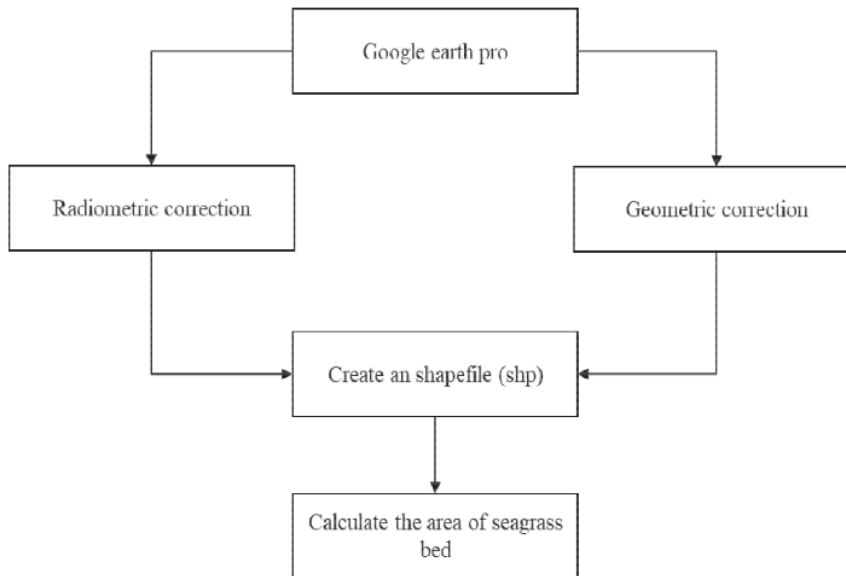 Google earth pro
Radiometric correction
Geometric correction
Create an shapefile (shp)
Calculate the area of seagrass
bed